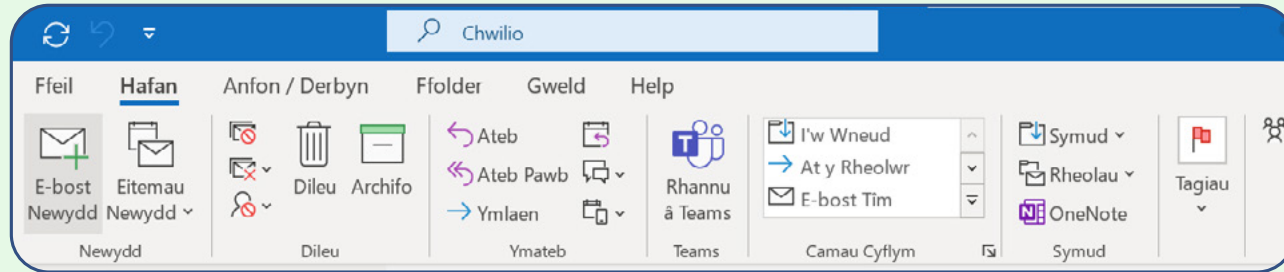 Chwilio
Ffeil Hafan Anfon / Derbyn Ffolder Gweld Help
E-bost
Newydd
Eitemau
Newydd
Newydd
Dileu
Archifo
Dileu
Ateb
Ateb Pawb
Ymlaen
Ymateb
Rhannu
â Teams
Teams
I'w Wneud
At y Rheolwr
E-bost Tîm
Camau Cyflym
Symud
Rheolau
OneNote
Symud
Tagiau